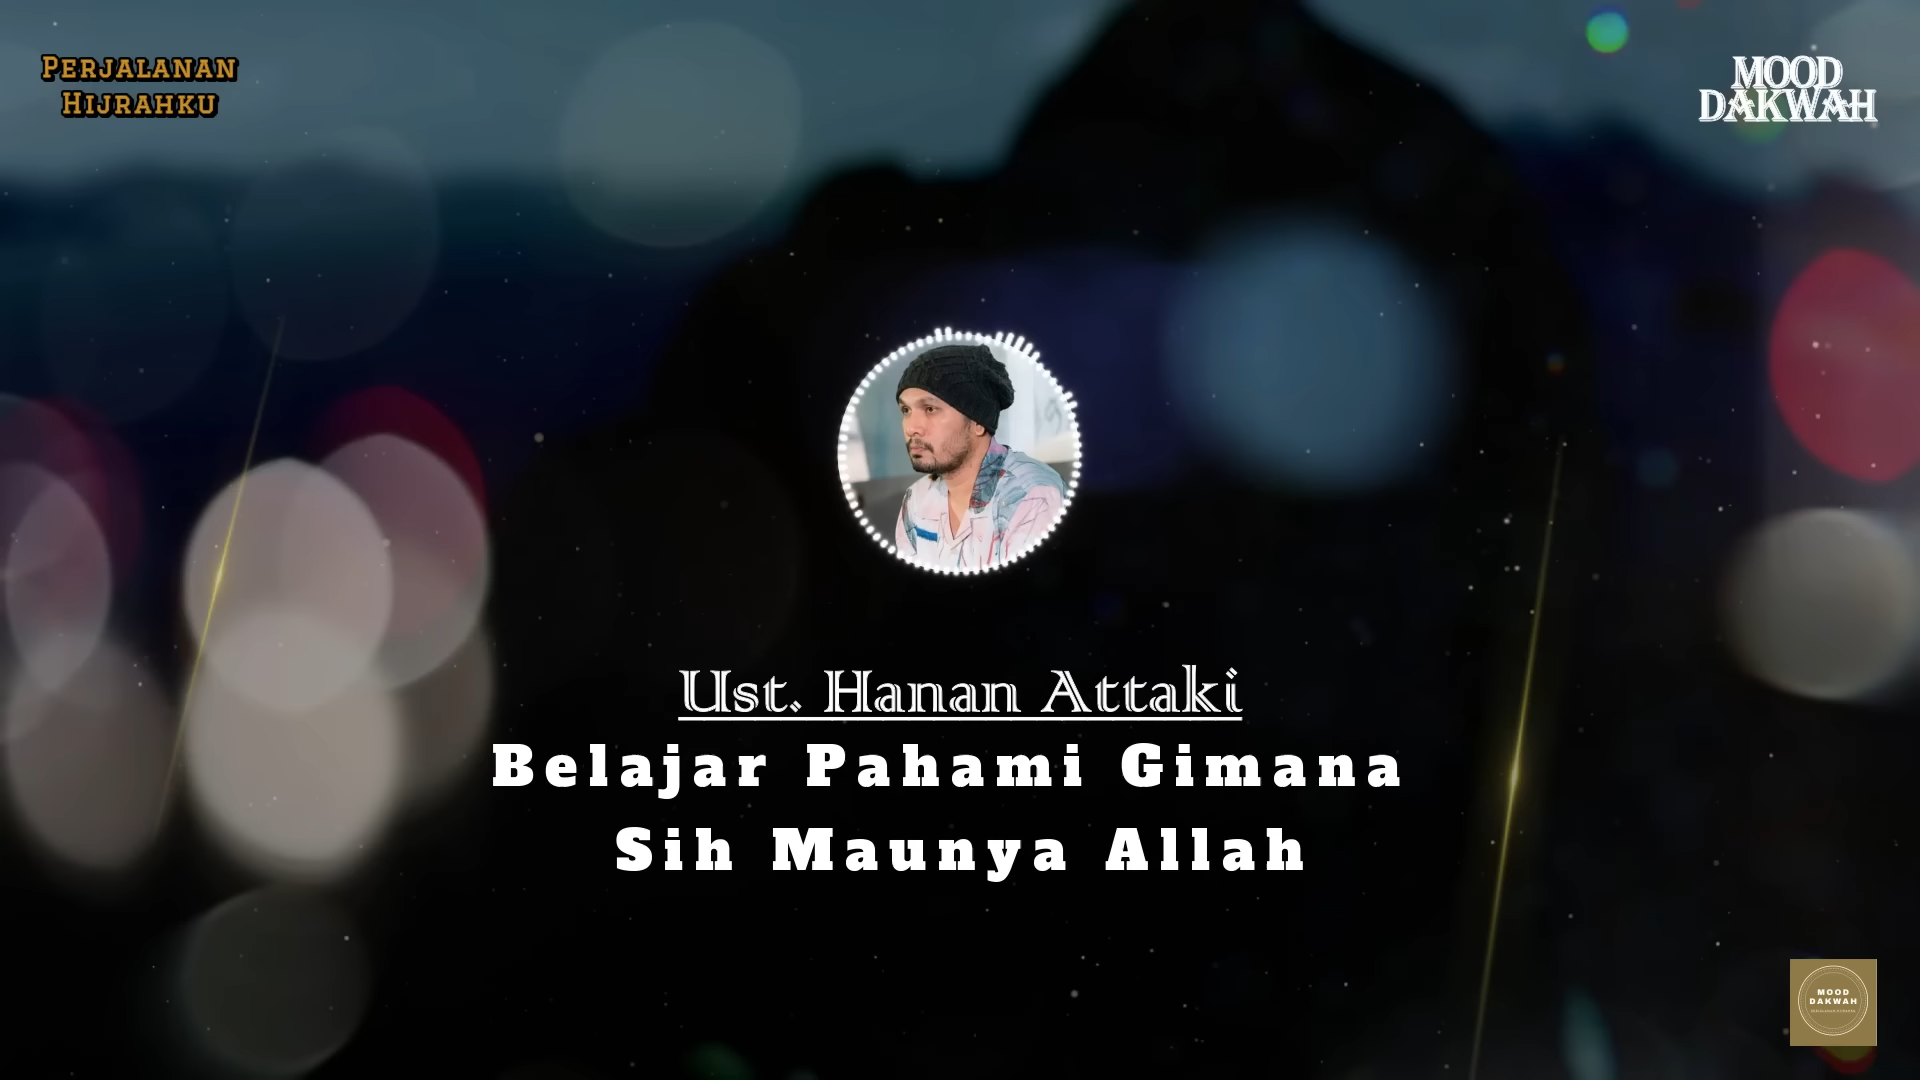 PERJALANAN
HIJRAHKU
MOOD
DAKWAH
Ust. Hanan Attaki
Belajar Pahami Gimana
Sih Maunya Allah
MOOD
DAKWAH